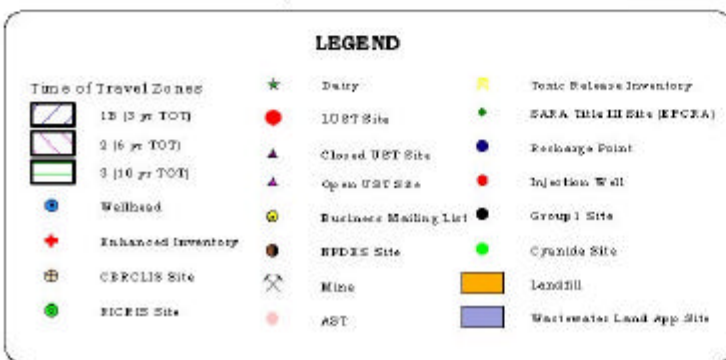 LEGEND
Time of Travel Zones
1B (3 yr TOT)
2 (6 yr TOT)
3 (10 yr TOT)
Wellhead
Enhanced Inventory
CERCLIS Site
RICRIS Site
Dairy
LUST Site
Closed UST Site
Open UST Site
Business Mailing List
NPDES Site
Mine
AST
Toxic Release Inventory
SARA Title III Site (EPCRA)
Recharge Point
Injection Well
Group 1 Site
Cyanide Site
Landfill
Wastewater Land App Site